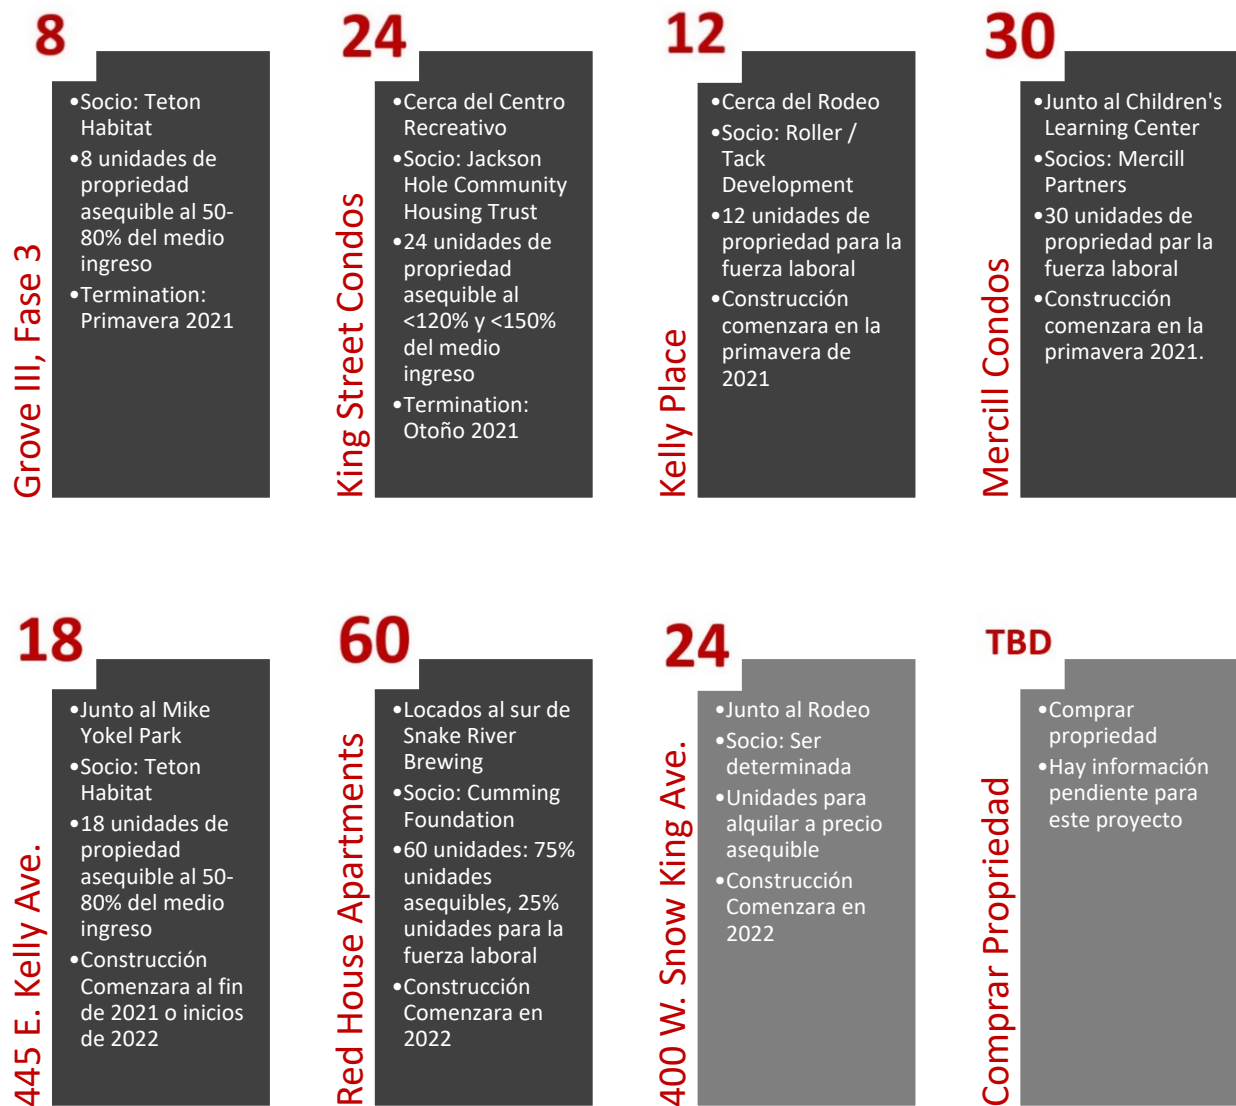 8
Grove III, Fase 3
•Socio: Teton
Habitat
•8 unidades de
propriedad
asequible al 50-
80% del medio
ingreso
•Termination:
Primavera 2021
24
King Street Condos
•Cerca del Centro
Recreativo
•Socio: Jackson
Hole Community
Housing Trust
•24 unidades de
propriedad
asequible al
<120% y <150%
del medio
ingreso
•Termination:
Otoño 2021
12
Kelly Place
•Cerca del Rodeo
•Socio: Roller /
Tack
Development
•12 unidades de
propriedad para la
fuerza laboral
•Construcción
comenzara en la
primavera de
2021
30
Mercill Condos
•Junto al Children's
Learning Center
•Socios: Mercill
Partners
•30 unidades de
propriedad par la
fuerza laboral
•Construcción
comenzara en la
primavera 2021.
18
445 E. Kelly Ave.
•Junto al Mike
Yokel Park
•Socio: Teton
Habitat
•18 unidades de
propiedad
asequible al 50-
80% del medio
ingreso
•Construcción
Comenzara al fin
de 2021 o inicios
de 2022
60
Red House Apartments
•Locados al sur de
Snake River
Brewing
•Socio: Cumming
Foundation
•60 unidades: 75%
unidades
asequibles, 25%
unidades para la
fuerza laboral
•Construcción
Comenzara en
2022
24
400 W. Snow King Ave.
•Junto al Rodeo
•Socio: Ser
determinada
•Unidades para
alquilar a precio
asequible
•Construcción
Comenzara en
2022
TBD
Comprar Propriedad
•Comprar
propriedad
•Hay información
pendiente para
este proyecto